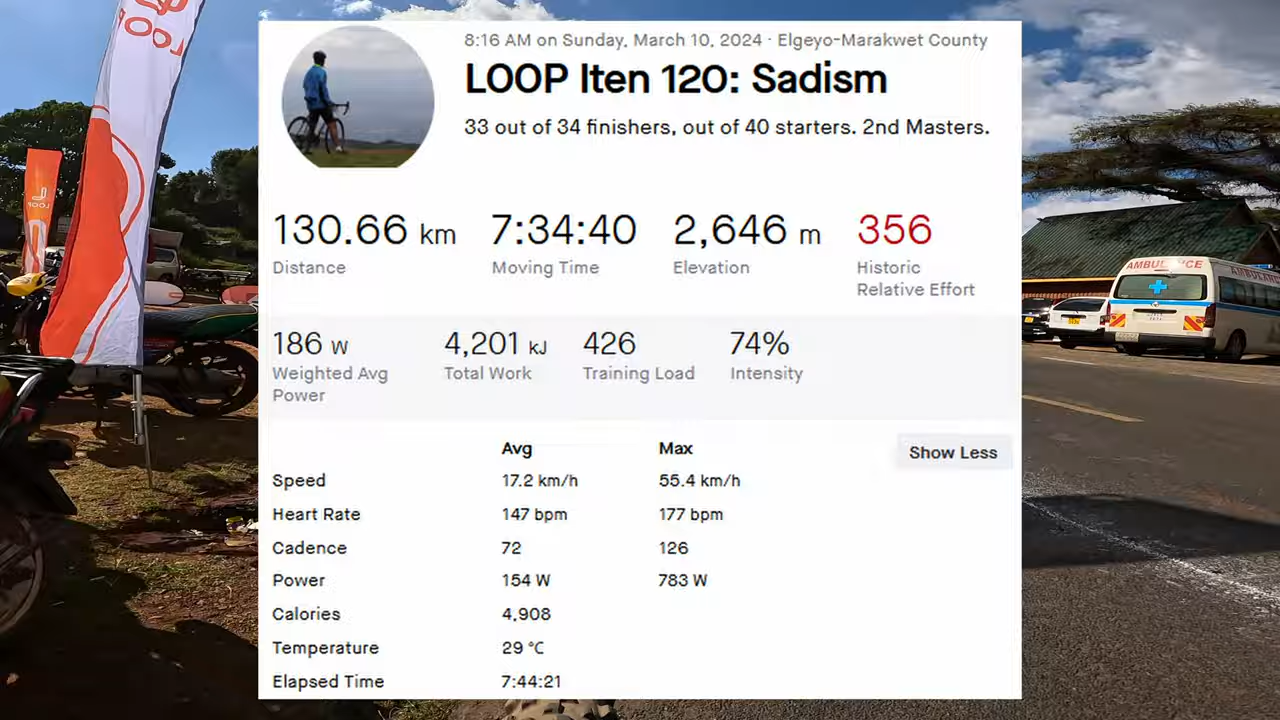 LOOP
LOOP
8:16 AM on Sunday, March 10, 2024 · Elgeyo-Marakwet County
LOOP Iten 120: Sadism
33 out of 34 finishers, out of 40 starters. 2nd Masters.
130.66 km 7:34:40 2,646 m 356
Distance Moving Time Elevation Historic
Relative Effort
186 W 4,201 kJ 426 74%
Weighted Avg Total Work Training Load Intensity
Power
Avg Max
Show Less
Speed 17.2 km/h 55.4 km/h
Heart Rate 147 bpm 177 bpm
Cadence 72 126
Power 154 W 783 W
Calories 4,908
Temperature 29 °C
Elapsed Time 7:44:21
AMBULANCE
AMBULANCE